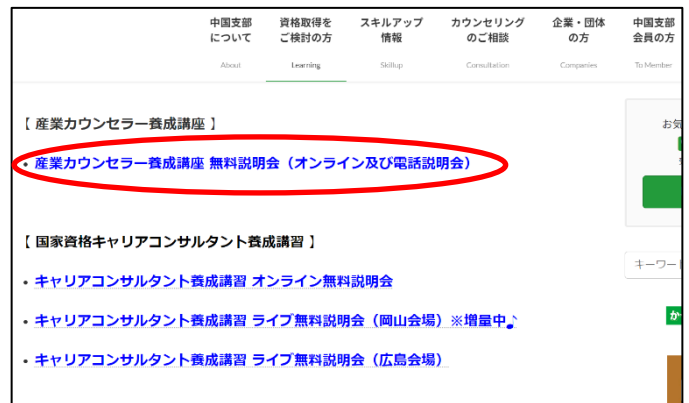 中国支部 資格取得を スキルアップ カウンセリング 企業・団体 中国支部
について ご検討の方 情報 のご相談 の方 会員の方
About Learning Skillup Consultation Companies To Member
【 産業カウンセラー養成講座 】
お気
• 産業カウンセラー養成講座 無料説明会（オンライン及び電話説明会）
【 国家資格キャリアコンサルタント養成講習 】
キーワード
• キャリアコンサルタント養成講習 オンライン無料説明会
• キャリアコンサルタント養成講習 ライブ無料説明会（岡山会場）※増量中♪
か
• キャリアコンサルタント養成講習 ライブ無料説明会（広島会場）